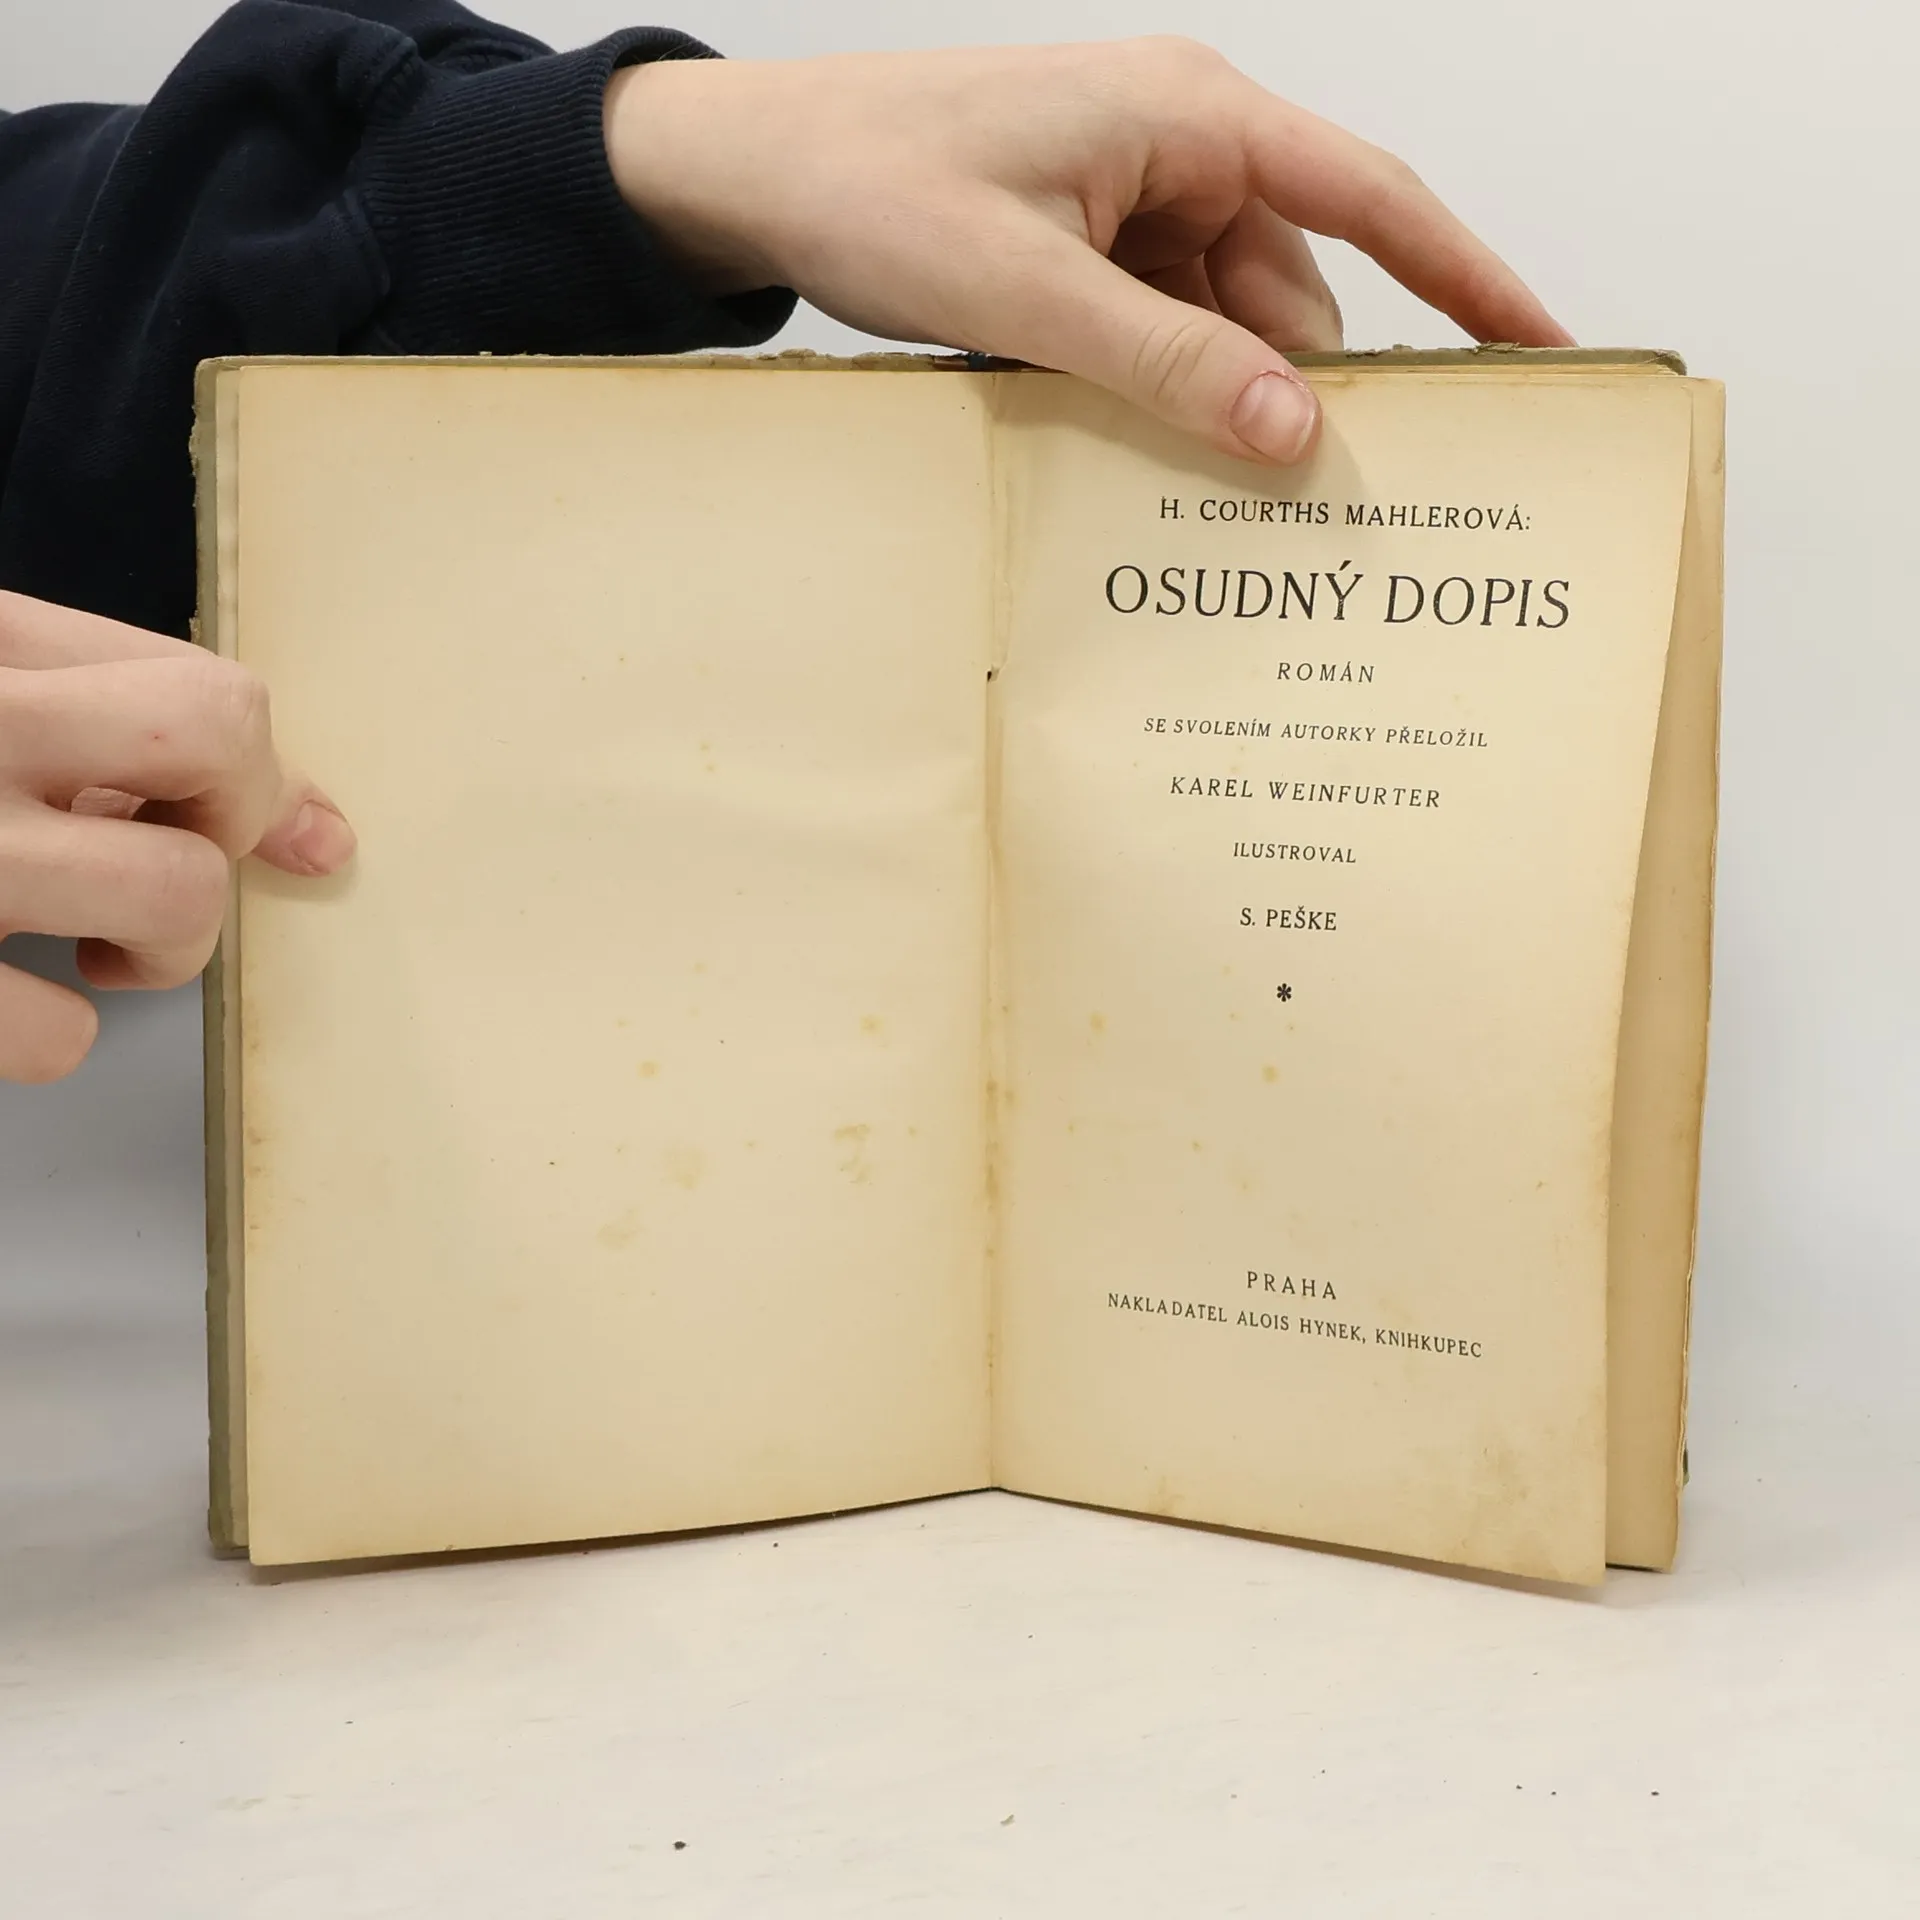 H. COURTHS MAHLEROVÁ:
OSUDNÝ DOPIS
ROMÁN
SE SVOLENÍM AUTORKY PŘELOŽIL
KAREL WEINFURTER
ILUSTROVAL
S. PEŠKE
*
PRAHA
NAKLADATEL ALOIS HYNEK, KNIHKUPEC